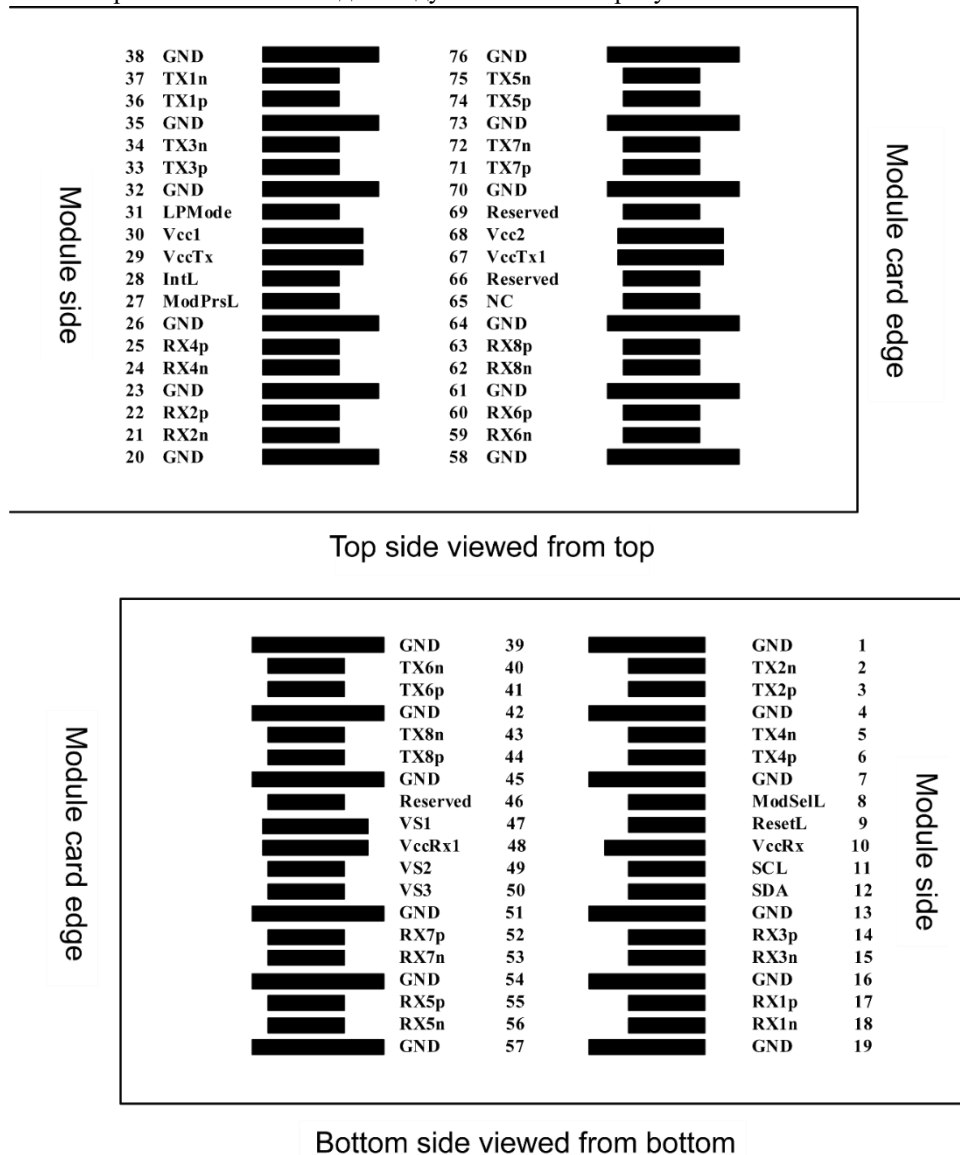 38 GND 76 GND
37 TX1n 75 TX5n
36 TX1p 74 TX5p
35 GND 73 GND
34 TX3n 72 TX7n
33 TX3p 71 TX7p
32 GND 70 GND
31 LPMode 69 Reserved
30 Vcc1 68 Vcc2
29 VccTx 67 VccTx1
28 IntL 66 Reserved
27 ModPrsL 65 NC
26 GND 64 GND
25 RX4p 63 RX8p
24 RX4n 62 RX8n
23 GND 61 GND
22 RX2p 60 RX6p
21 RX2n 59 RX6n
20 GND 58 GND
Module side
Module card edge
Top side viewed from top
GND 39 GND 1
TX6n 40 TX2n 2
TX6p 41 TX2p 3
GND 42 GND 4
TX8n 43 TX4n 5
TX8p 44 TX4p 6
GND 45 GND 7
Reserved 46 ModSelL 8
VS1 47 ResetL 9
VccRx1 48 VccRx 10
VS2 49 SCL 11
VS3 50 SDA 12
GND 51 GND 13
RX7p 52 RX3p 14
RX7n 53 RX3n 15
GND 54 GND 16
RX5p 55 RX1p 17
RX5n 56 RX1n 18
GND 57 GND 19
Module card edge
Module side
Bottom side viewed from bottom